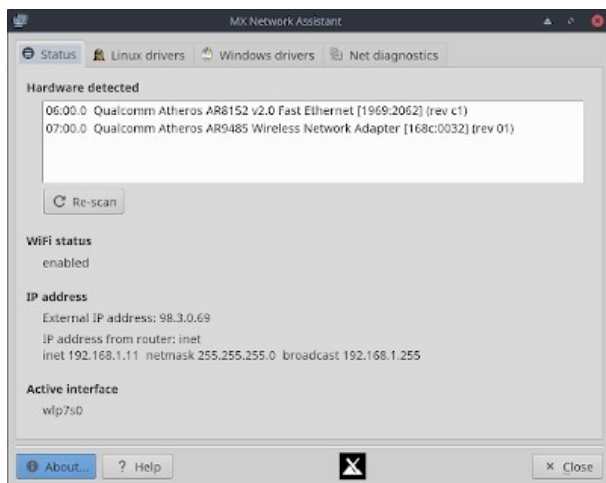 MX Network Assistant
Status Linux drivers Windows drivers Net diagnostics
Hardware detected
06:00.0 Qualcomm Atheros AR8152 v2.0 Fast Ethernet [1969:2062] (rev c1)
07:00.0 Qualcomm Atheros AR9485 Wireless Network Adapter [168c:0032] (rev 01)
Re-scan
WiFi status
enabled
IP address
External IP address: 98.3.0.69
IP address from router: inet
inet 192.168.1.11 netmask 255.255.255.0 broadcast 192.168.1.255
Active interface
wlp7s0
About... ? Help Close